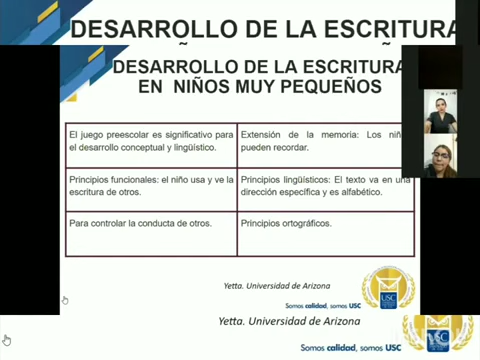 DESARROLLO DE LA ESCRITURA
DESARROLLO DE LA ESCRITURA
EN NIÑOS MUY PEQUEÑOS
El juego preescolar es significativo para
el desarrollo conceptual y lingüístico.
Extensión de la memoria: Los
pueden recordar.
Principios funcionales: el niño usa y ve la
escritura de otros.
Principios lingüísticos: El texto va en una
dirección específica y es alfabético.
Para controlar la conducta de otros.
Principios ortográficos.
Yetta. Universidad de Arizona
Somos calidad, somos USC
USC
Yetta. Universidad de Arizona
Somos calidad, somos USC